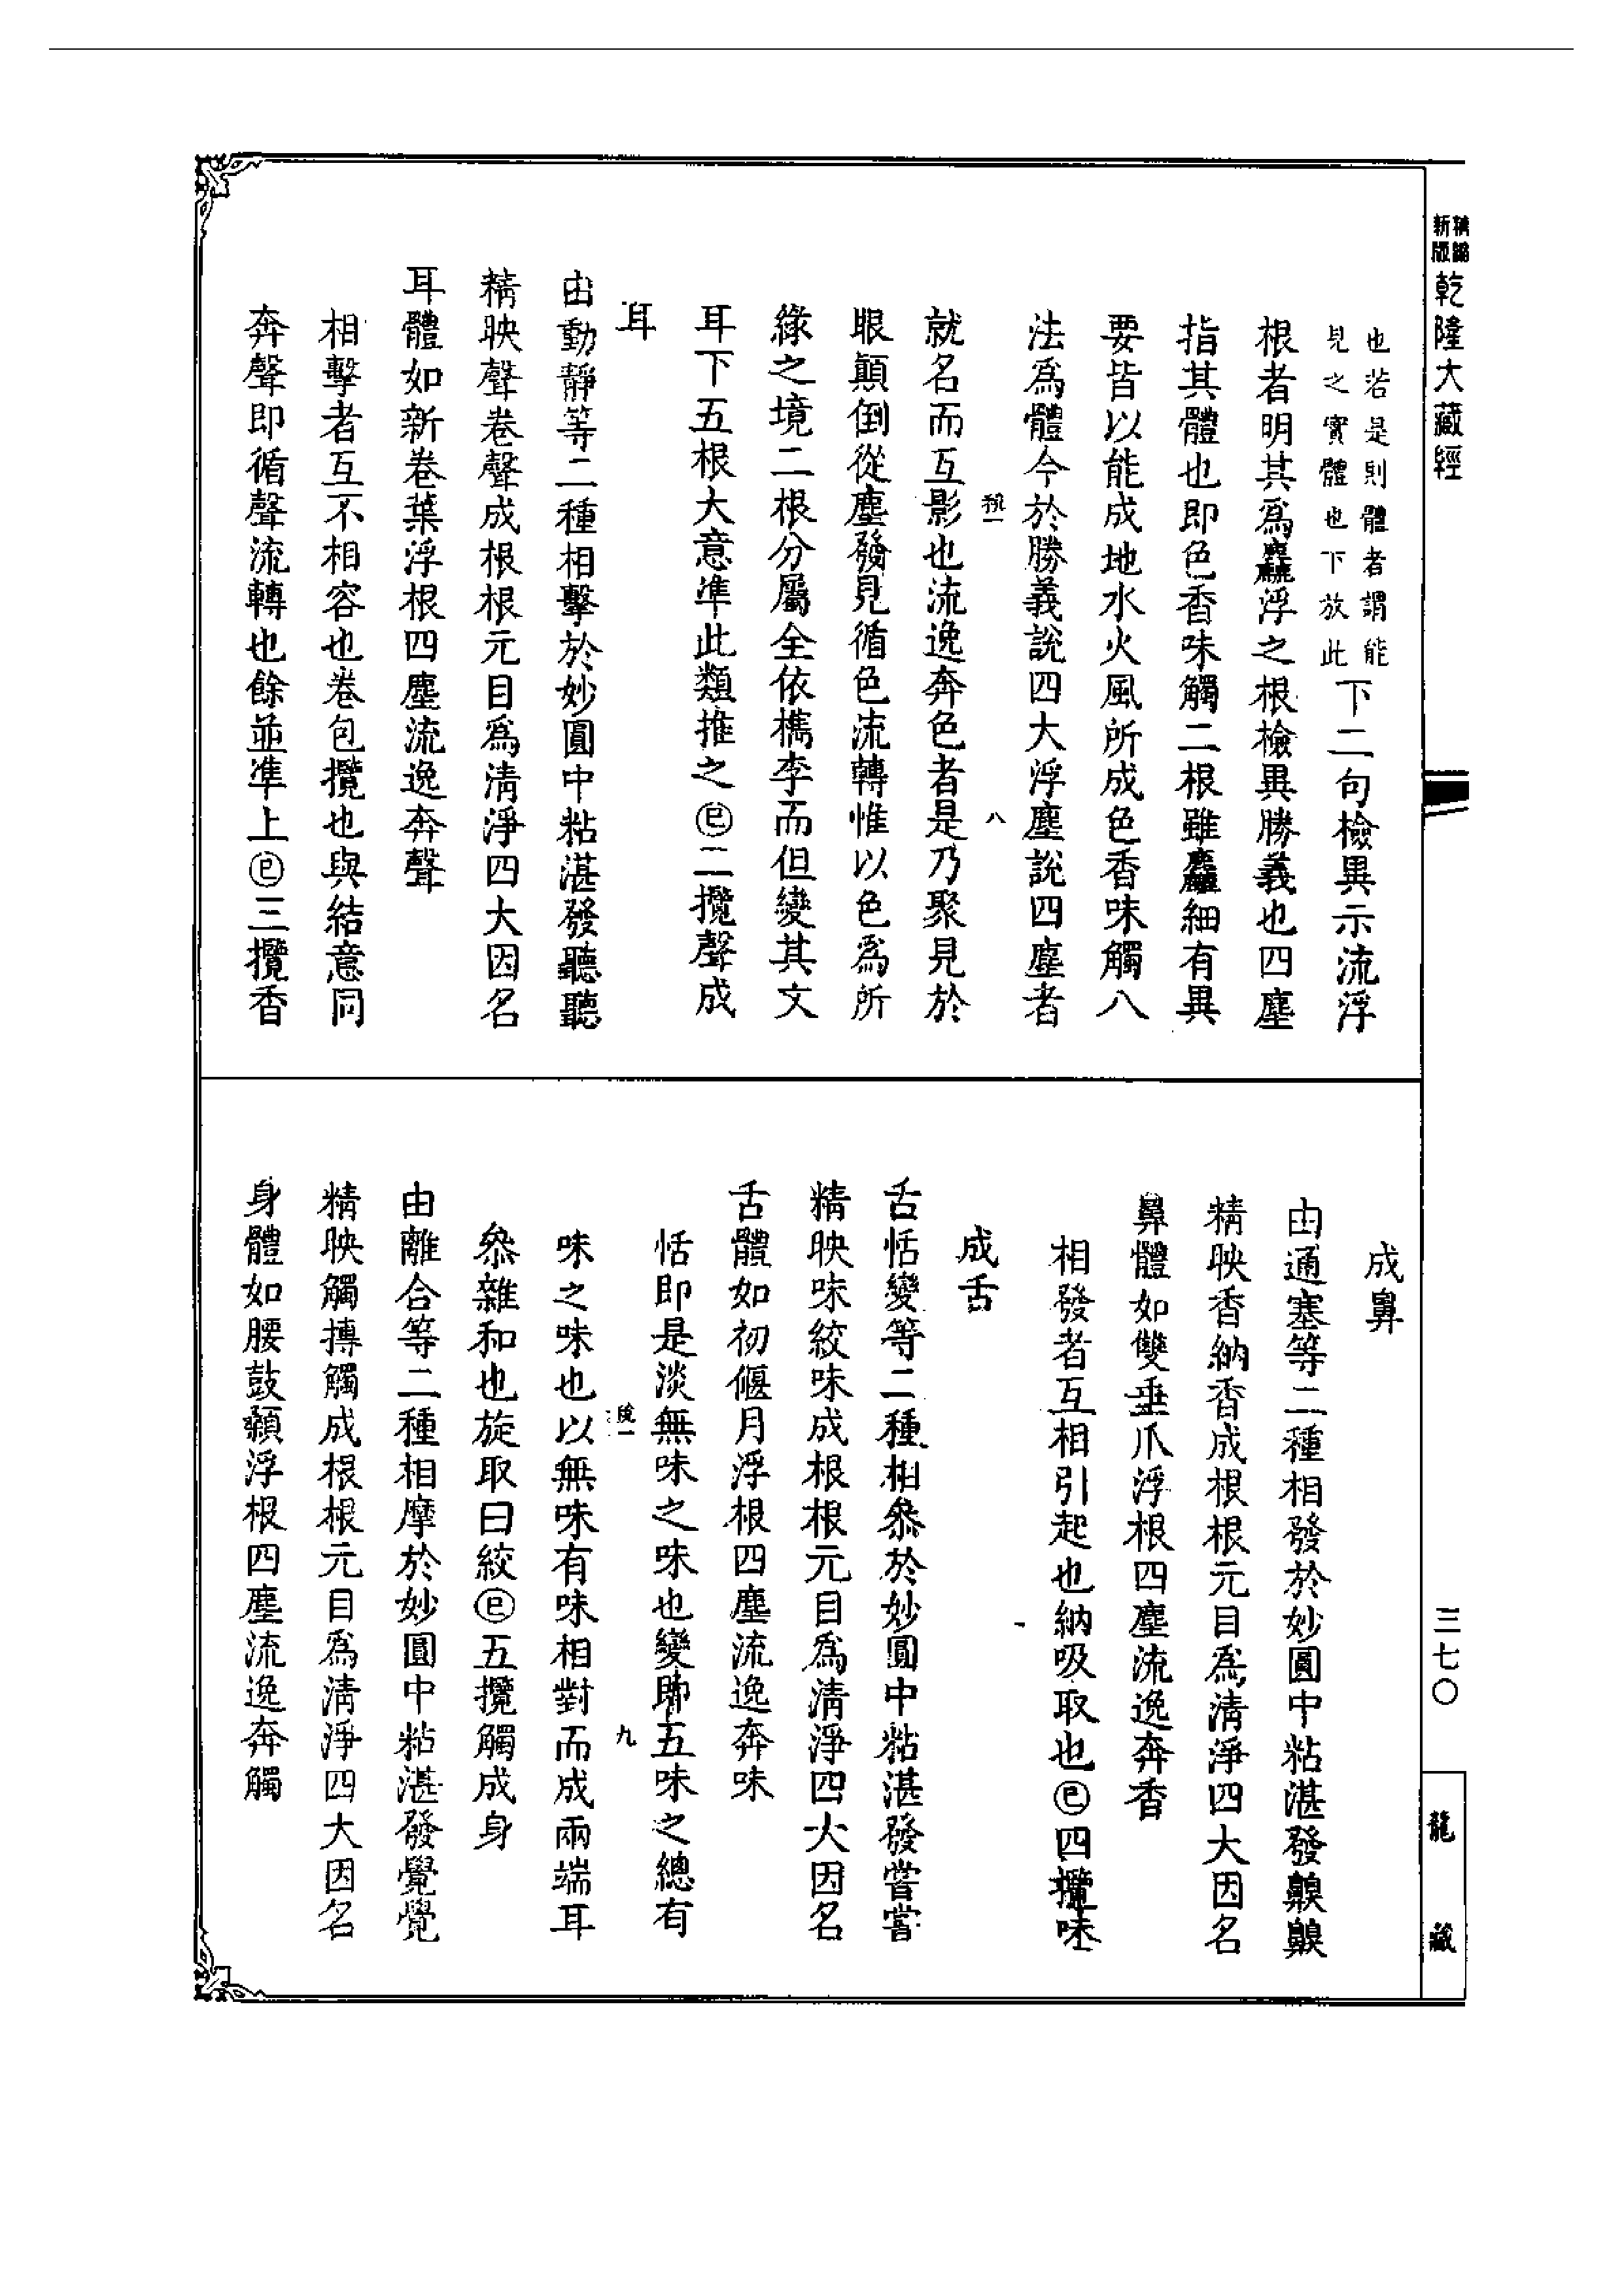 新版精縮乾隆大藏經
也若是則體者謂能
見之實體也下放此
下二句檢異示流浮
根者明其為麤浮之根檢異勝義也四塵
指其體也即色香味觸二根雖麤細有異
要皆以能成地水火風所成色香味觸八
法為體今於勝義說四大浮塵說四塵者
八
就名而互影也流逸奔色者是乃聚見於
眼顛倒從塵發見循色流轉惟以色為所
緣之境二根分屬全依檇李而但變其文
耳下五根大意準此類推之㊁二攬聲成
耳
由動靜等二種相擊於妙圓中粘湛發聽聽
精映聲卷聲成根根元目為清淨四大因名
耳體如新卷葉浮根四塵流逸奔聲
相擊者互不相容也卷包攬也與結意同
奔聲即循聲流轉也餘並準上巳三攬香
成鼻
由通塞等二種相發於妙圓中粘湛發齅齅
精映香納香成根根元目為清淨四大因名
鼻體如雙垂爪浮根四塵流逸奔香
相發者互相引起也納吸取也巳四攬味
成舌
舌恬變等二種相叅於妙圓中粘湛發嘗嘗
精映味絞味成根根元目為清淨四大因名
舌體如初偃月浮根四塵流逸奔味
恬即是淡無味之味也變即五味之總有
九
味之味也以無味有味相對而成兩端耳
叅雜和也旋取曰絞巳五攬觸成身
由離合等二種相摩於妙圓中粘湛發覺覺
精映觸摶觸成根根元目為清淨四大因名
身體如腰鼓顙浮根四塵流逸奔觸
三七〇
龍藏